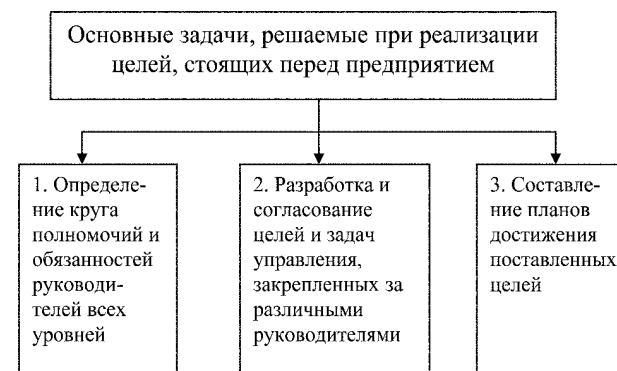 Основные задачи, решаемые при реализации
целей, стоящих перед предприятием
1. Определе-
ние круга
полномочий и
обязанностей
руководи-
телей всех
уровней
2. Разработка и
согласование
целей и задач
управления,
закрепленных за
различными
руководителями
3. Составле-
ние планов
достижения
поставленных
целей